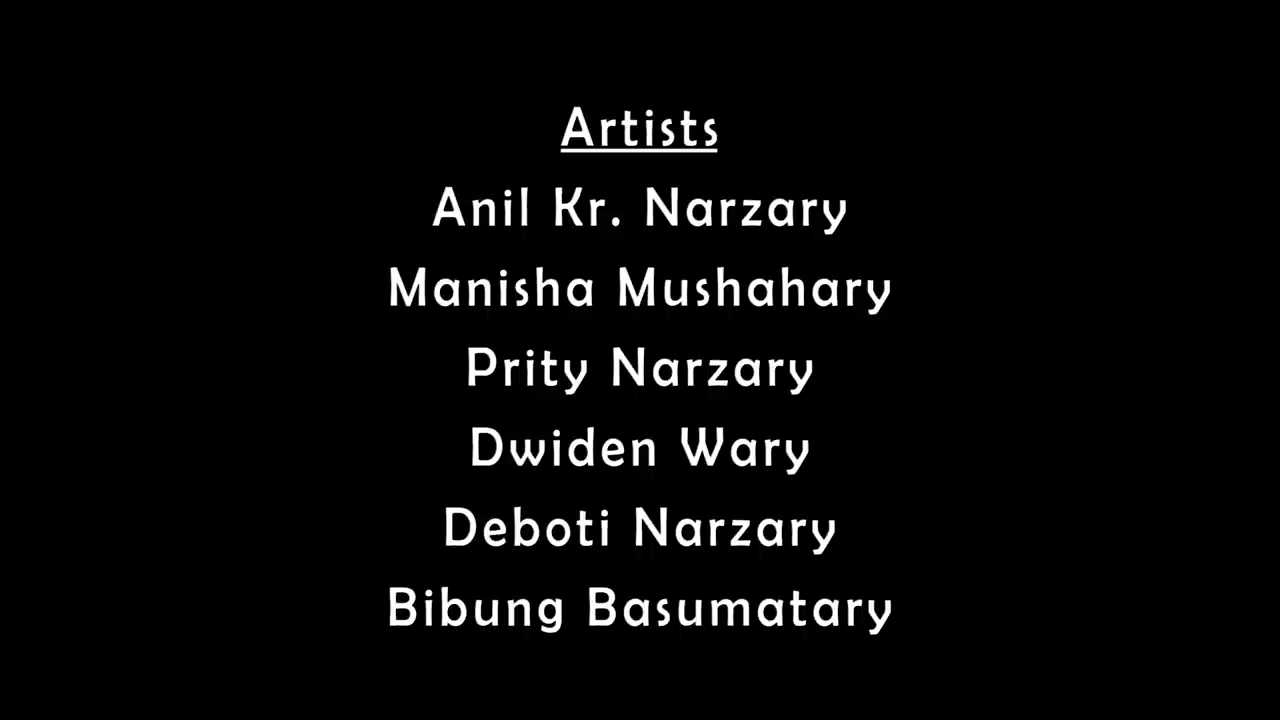 Artists
Anil Kr. Narzary
Manisha Mushahary
Prity Narzary
Dwiden Wary
Deboti Narzary
Bibung Basumatary